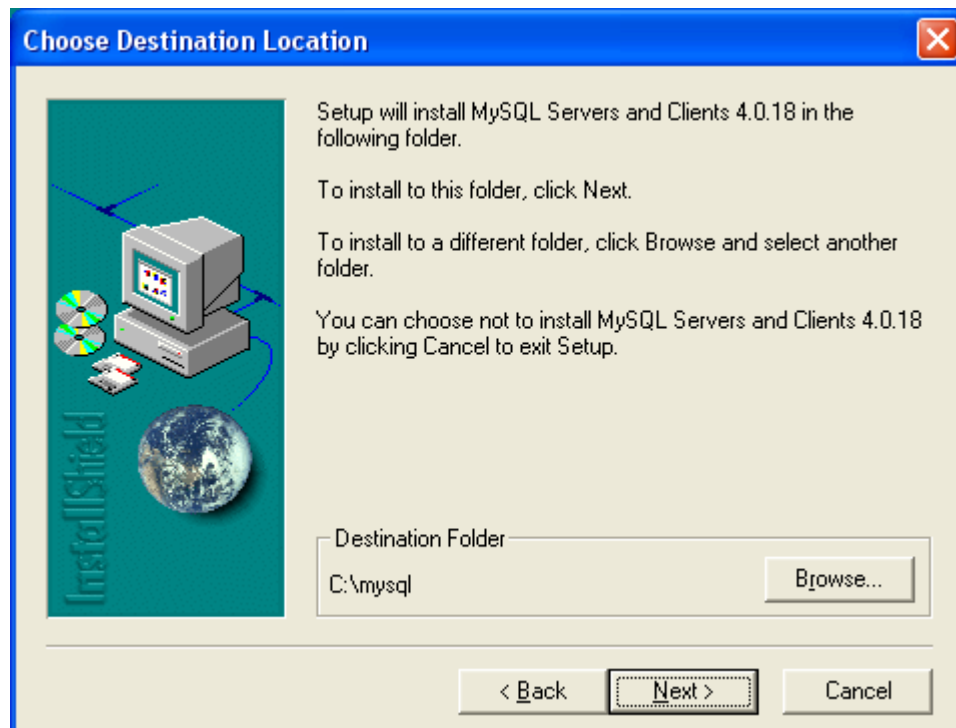 Choose Destination Location
Setup will install MySQL Servers and Clients 4.0.18 in the
following folder.
To install to this folder, click Next.
To install to a different folder, click Browse and select another
folder.
You can choose not to install MySQL Servers and Clients 4.0.18
by clicking Cancel to exit Setup.
InstallShield
Destination Folder
C:\mysql
Browse...
< Back
Next >
Cancel